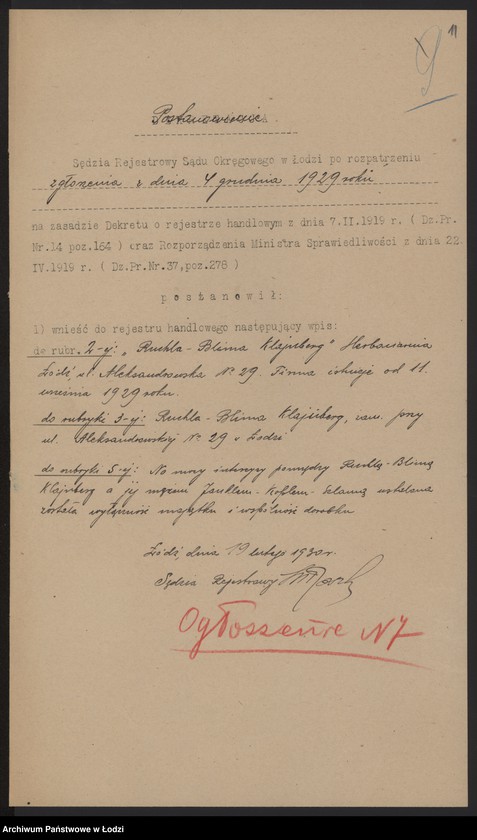 11
Postanowienie
Sędzia Rejestrowy Sądu Okręgowego w Łodzi po rozpatrzeniu
zgłoszenia z dnia 4 grudnia 1929 roku
na zasadzie Dekretu o rejestrze handlowym z dnia 7.II.1919 r. ( Dz.Pr.
Nr.14 poz.164 ) oraz Rozporządzenia Ministra Sprawiedliwości z dnia 22
IV.1919 r. ( Dz.Pr.Nr.37,poz.278 )
postanowił:
1) wnieść do rejestru handlowego następujący wpis:
do rubr. 2-ej: „Ruchla-Blima Klajnberg" Herbaciarnia
Łódź, ul. Aleksandrowska № 29. Firma istnieje od 11.
września 1929 roku.
do rubryki 3-ej: Ruchla-Blima Klajnberg, zam. przy
ul. Aleksandrowskiej № 29 w Łodzi
do rubryki 5-ej: Na mocy intercyzy pomiędzy Ruchlą-Blimą
Klajnberg a jej mężem ustalona
została wyłączność majątku i wspólność dorobku
Łódź, dnia 19 lutego 1930 r.
Sędzia Rejestrowy
Ogłoszenie N 7
Archiwum Państwowe w Łodzi